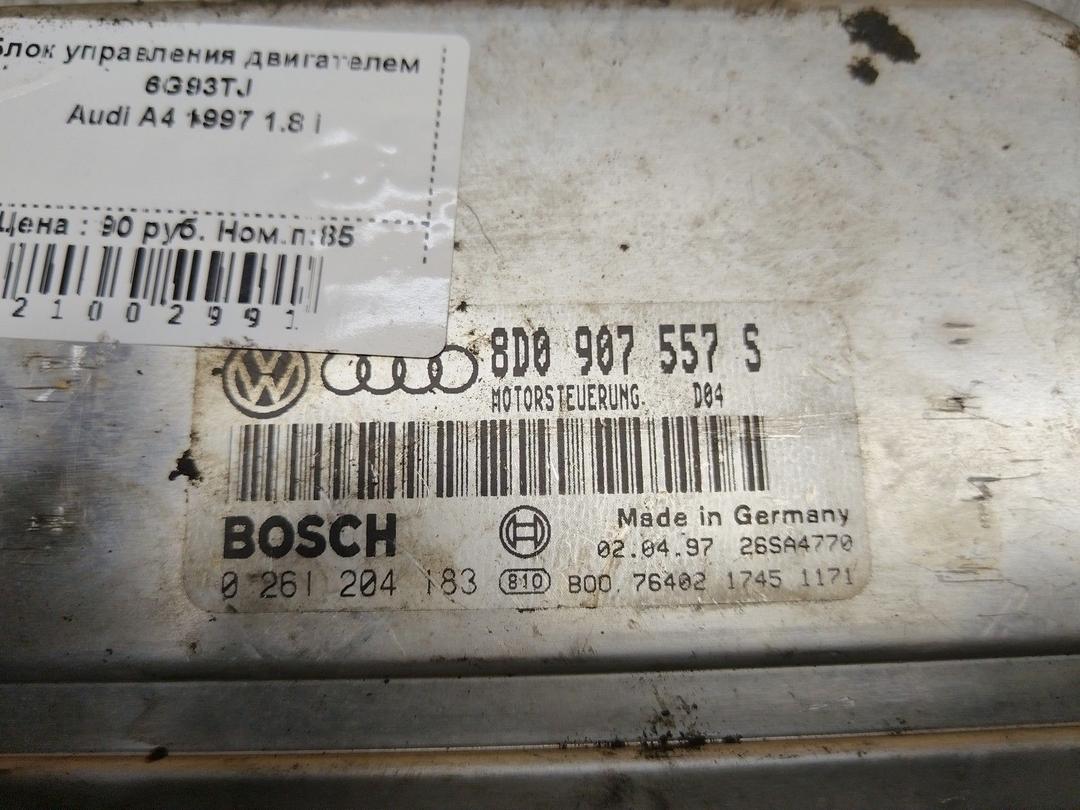 Блок управления двигателем
6G93TJ
Audi A4 1997 1.8 i
Цена : 90 руб. Ном.п:85
21002991
8D0 907 557 S
MOTORSTEUERUNG. D04
BOSCH
Made in Germany
02.04.97 26SA4770
0 261 204 183 810 B00. 76402 1745 1171